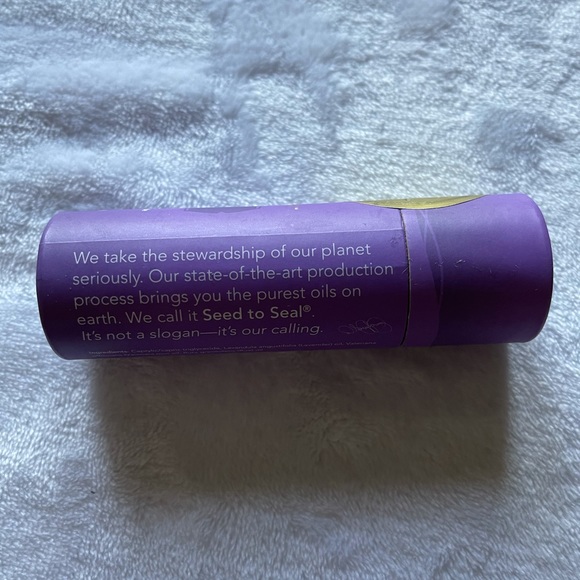 We take the stewardship of our planet
seriously. Our state-of-the-art production
process brings you the purest oils on
earth. We call it Seed to Seal®.
It's not a slogan—it's our calling.
Ingredients: